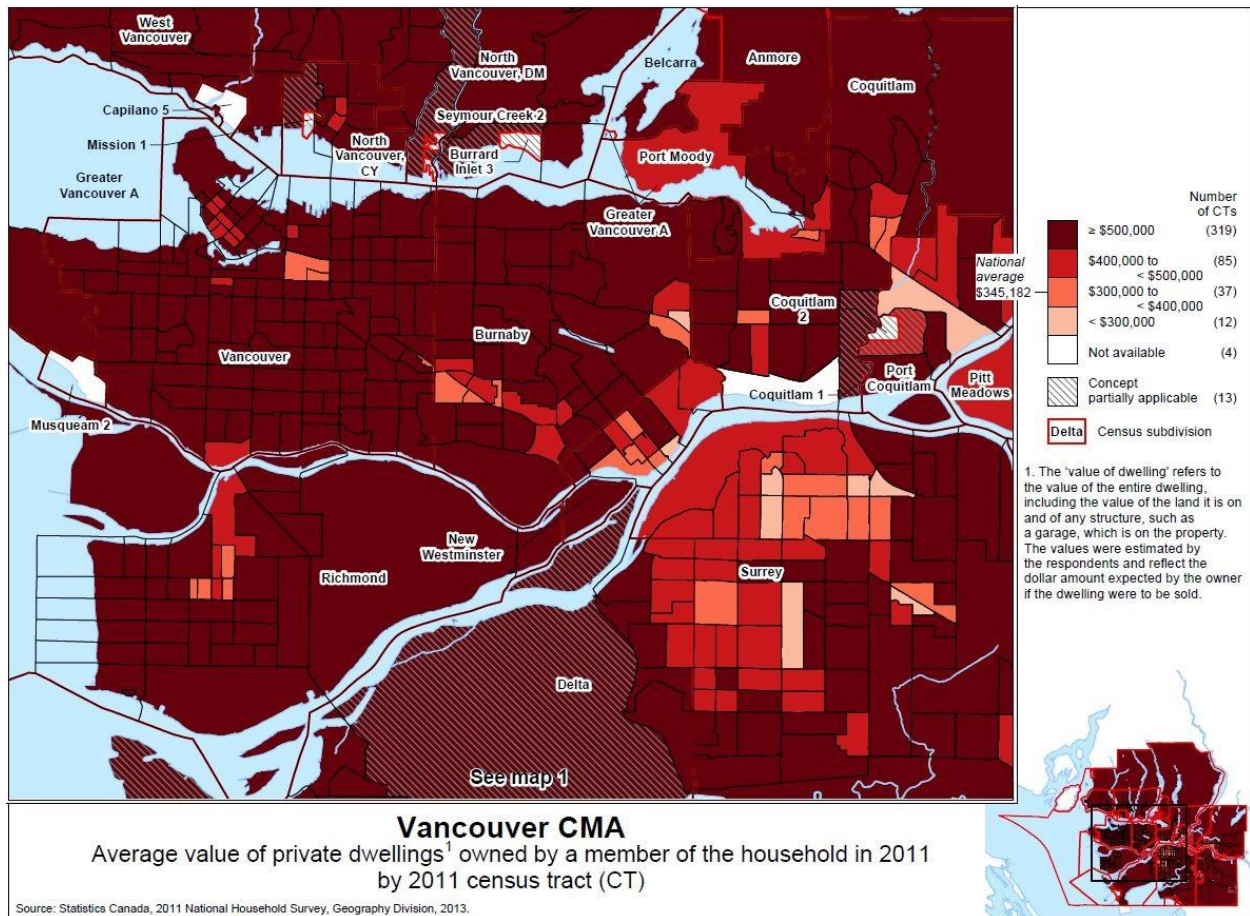 West
Vancouver
North
Vancouver, DM
Belcarra
Anmore
Coquitlam
Capilano 5
Seymour Creek 2
Mission 1
North
Vancouver,
CY
Burrard
Inlet 3
Port Moody
Greater
Vancouver A
Greater
Vancouver A
Coquitlam
2
Burnaby
Vancouver
Port
Coquitlam
Pitt
Meadows
Coquitlam 1
Musqueam 2
New
Westminster
Richmond
Surrey
Delta
See map 1
Number
of CTs
≥ $500,000 (319)
$400,000 to (85)
< $500,000
National
average
$345,182
$300,000 to (37)
< $400,000
< $300,000 (12)
Not available (4)
Concept
partially applicable (13)
Delta Census subdivision
1. The ‘value of dwelling’ refers to
the value of the entire dwelling,
including the value of the land it is on
and of any structure, such as
a garage, which is on the property.
The values were estimated by
the respondents and reflect the
dollar amount expected by the owner
if the dwelling were to be sold.
Vancouver CMA
Average value of private dwellings¹ owned by a member of the household in 2011
by 2011 census tract (CT)
Source: Statistics Canada, 2011 National Household Survey, Geography Division, 2013.